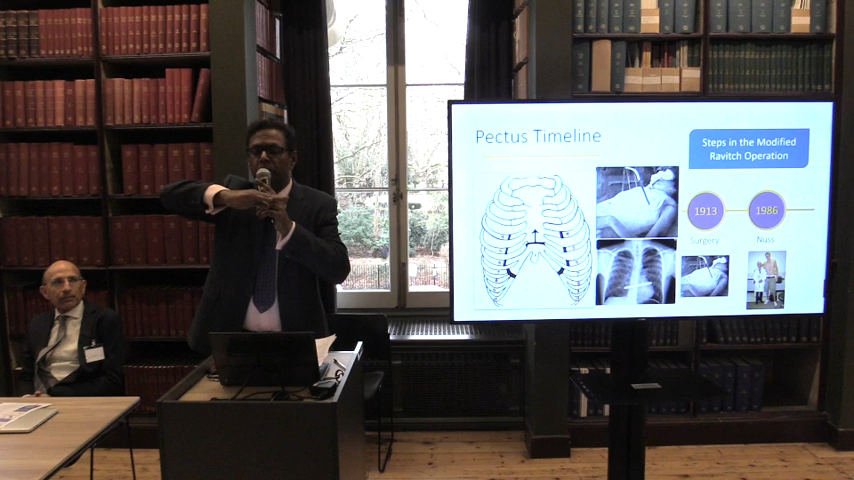 Pectus Timeline
Steps in the Modified
Ravitch Operation
1913
1986
Surgery
Nuss